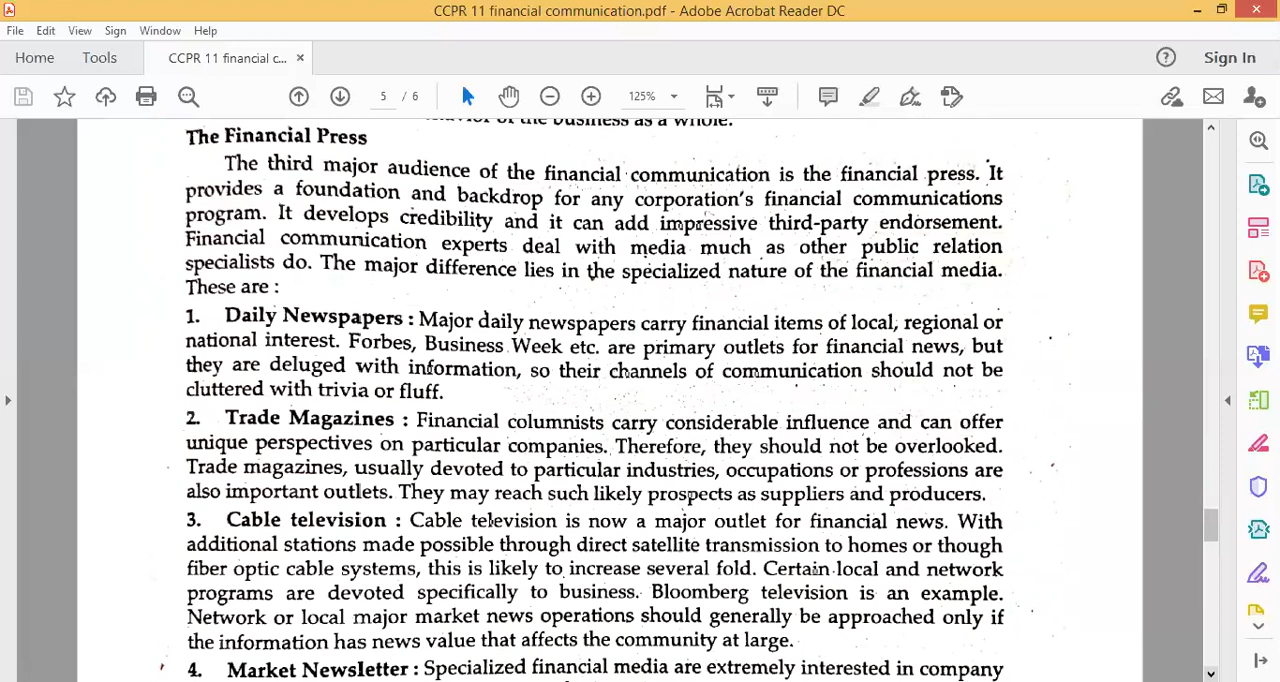 CCPR 11 financial communication.pdf - Adobe Acrobat Reader DC
File Edit View Sign Window Help
Home Tools CCPR 11 financial c... × Sign In
5 / 6 125%
of the business as a whole.
The Financial Press
The third major audience of the financial communication is the financial press. It
provides a foundation and backdrop for any corporation's financial communications
program. It develops credibility and it can add impressive third-party endorsement.
Financial communication experts deal with media much as other public relation
specialists do. The major difference lies in the specialized nature of the financial media.
These are :
1. Daily Newspapers : Major daily newspapers carry financial items of local, regional or
national interest. Forbes, Business Week etc. are primary outlets for financial news, but
they are deluged with information, so their channels of communication should not be
cluttered with trivia or fluff.
2. Trade Magazines : Financial columnists carry considerable influence and can offer
unique perspectives on particular companies. Therefore, they should not be overlooked.
Trade magazines, usually devoted to particular industries, occupations or professions are
also important outlets. They may reach such likely prospects as suppliers and producers.
3. Cable television : Cable television is now a major outlet for financial news. With
additional stations made possible through direct satellite transmission to homes or though
fiber optic cable systems, this is likely to increase several fold. Certain local and network
programs are devoted specifically to business. Bloomberg television is an example.
Network or local major market news operations should generally be approached only if
the information has news value that affects the community at large.
4. Market Newsletter : Specialized financial media are extremely interested in company